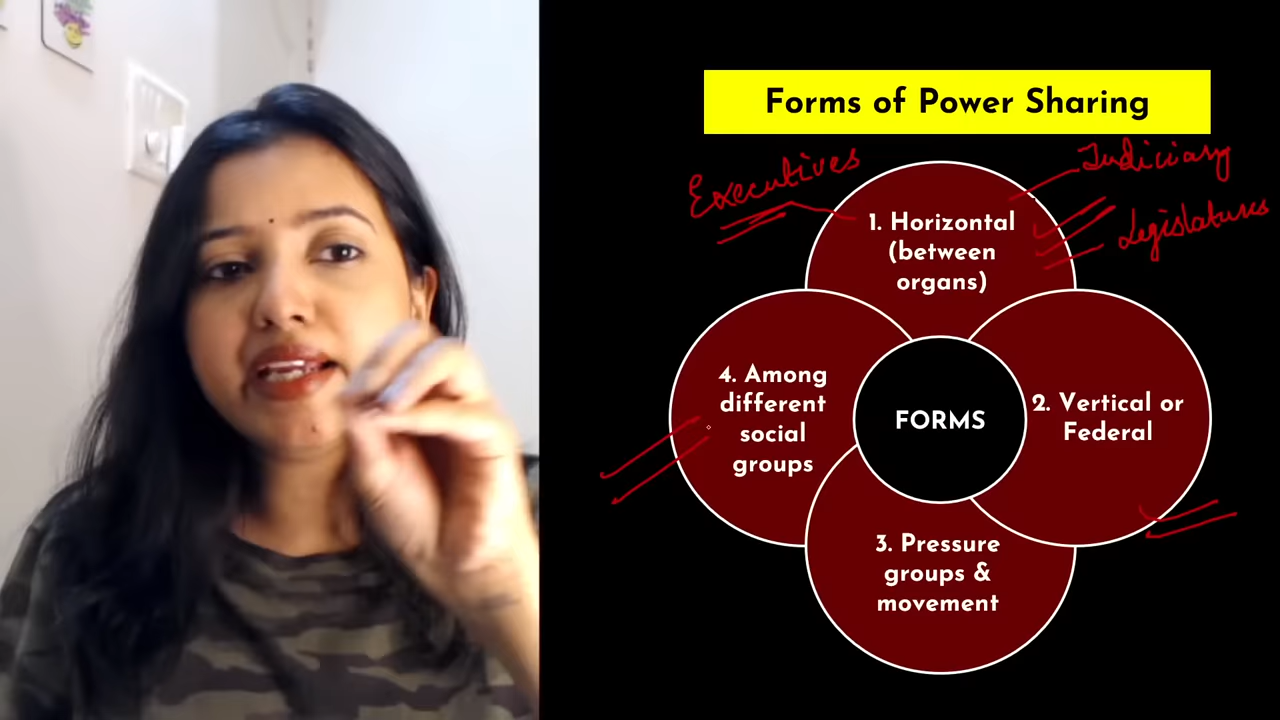 Forms of Power Sharing
Executives
Judiciary
Legislatures
1. Horizontal
(between
organs)
4. Among
different
social
groups
FORMS
2. Vertical or
Federal
3. Pressure
groups &
movement